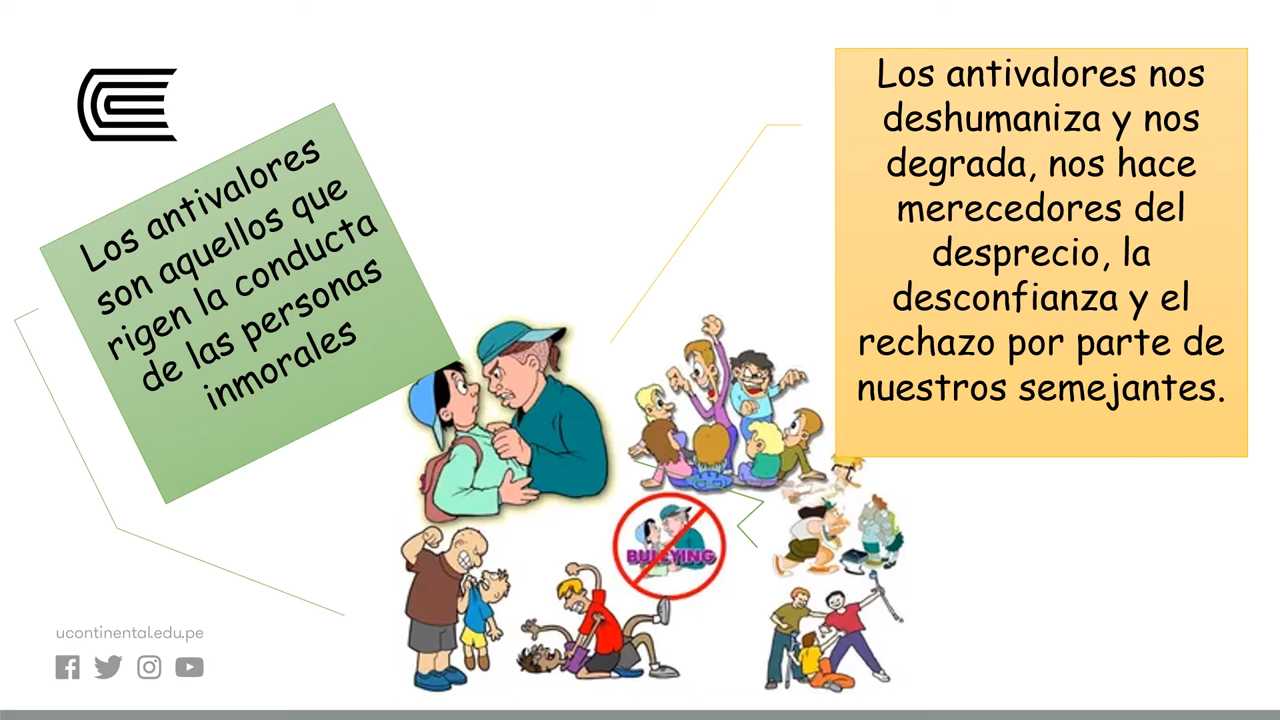 Los antivalores
son aquellos que
rigen la conducta
de las personas
inmorales
Los antivalores nos
deshumaniza y nos
degrada, nos hace
merecedores del
desprecio, la
desconfianza y el
rechazo por parte de
nuestros semejantes.
BULLYING
ucontinental.edu.pe